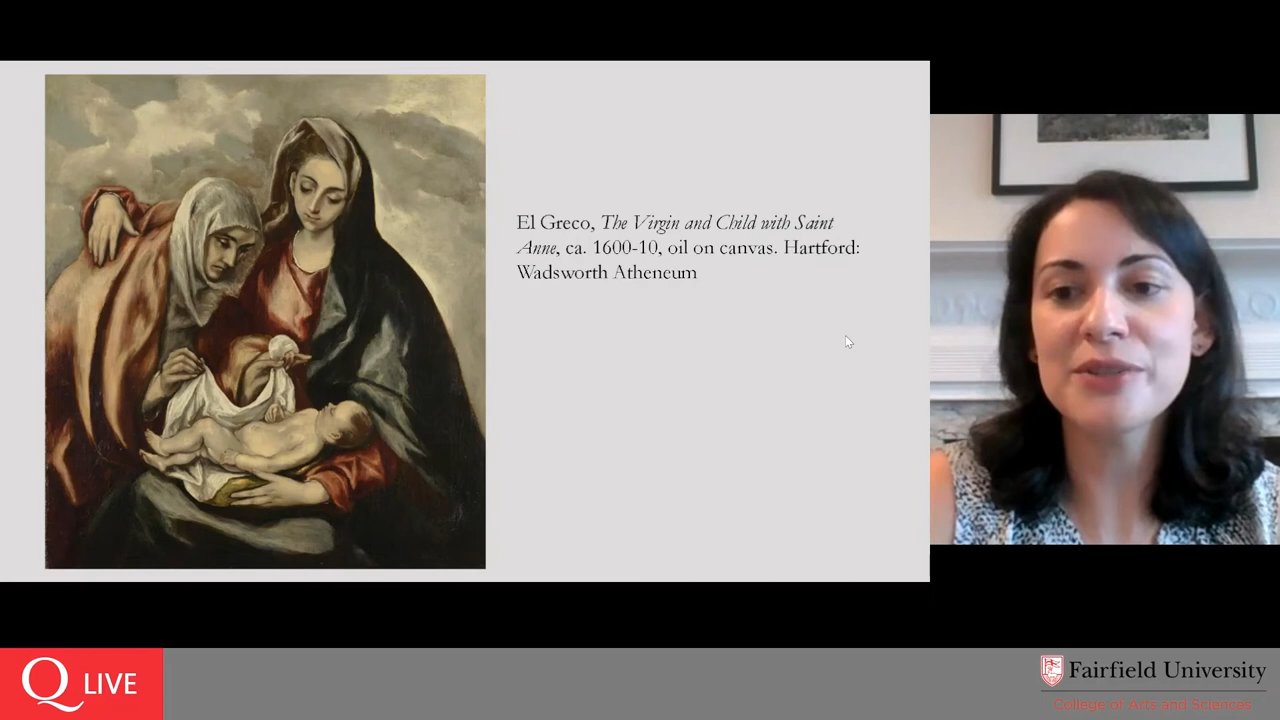 El Greco, The Virgin and Child with Saint
Anne, ca. 1600-10, oil on canvas. Hartford:
Wadsworth Atheneum
Q LIVE
Fairfield University
College of Arts and Sciences